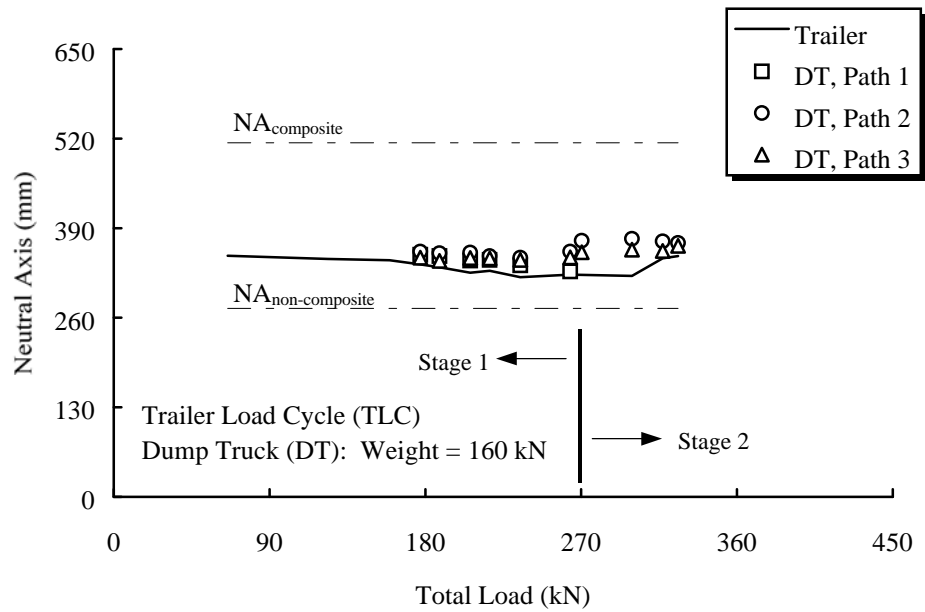 650
520
390
260
130
0
Neutral Axis (mm)
Trailer
DT, Path 1
DT, Path 2
DT, Path 3
NAcomposite
NAnon-composite
Stage 1
Stage 2
Trailer Load Cycle (TLC)
Dump Truck (DT): Weight = 160 kN
0 90 180 270 360 450
Total Load (kN)